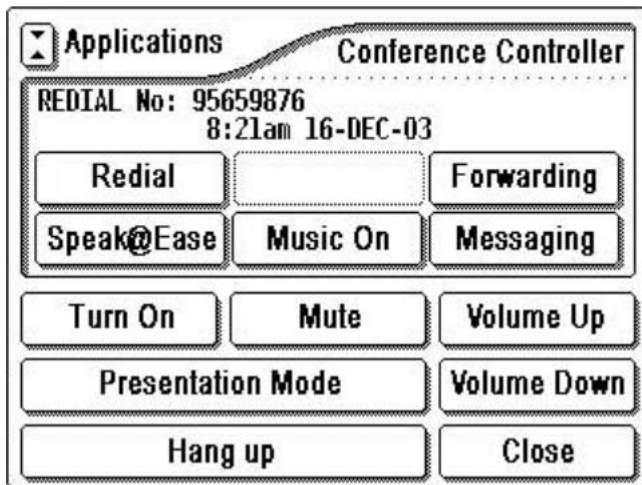 Applications
Conference Controller
REDIAL No: 95659876
8:21am 16-DEC-03
Redial
Forwarding
Speak@Ease
Music On
Messaging
Turn On
Mute
Volume Up
Presentation Mode
Volume Down
Hang up
Close